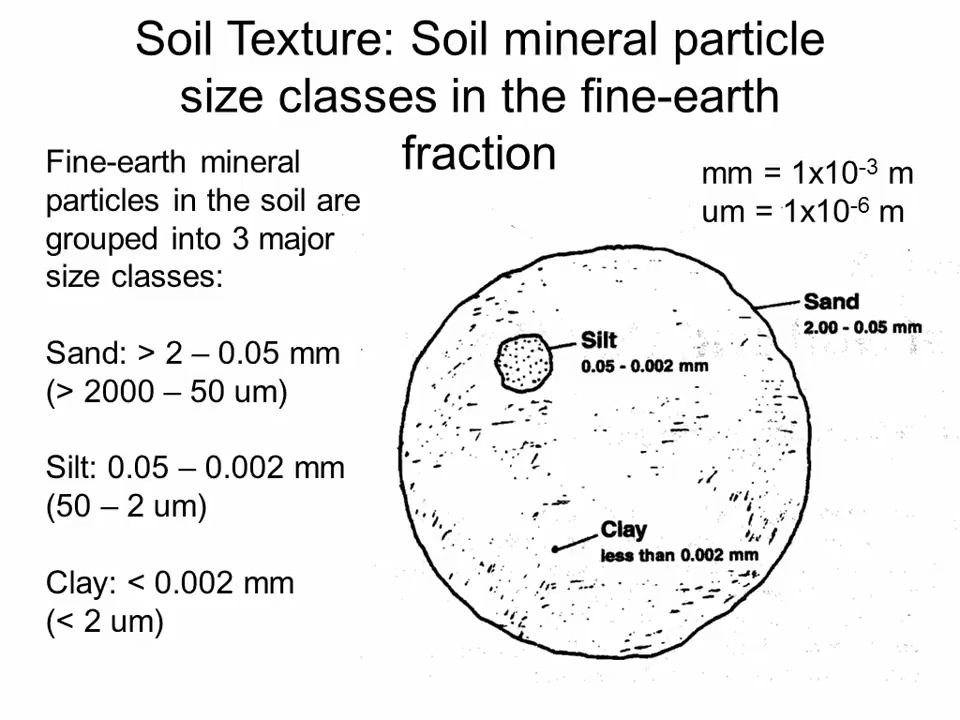 Soil Texture: Soil mineral particle
size classes in the fine-earth
fraction
Fine-earth mineral
particles in the soil are
grouped into 3 major
size classes:
Sand: > 2 – 0.05 mm
(> 2000 – 50 um)
Silt: 0.05 – 0.002 mm
(50 – 2 um)
Clay: < 0.002 mm
(< 2 um)
mm = 1x10⁻³ m
um = 1x10⁻⁶ m
Sand
2.00 - 0.05 mm
Silt
0.05 - 0.002 mm
Clay
less than 0.002 mm